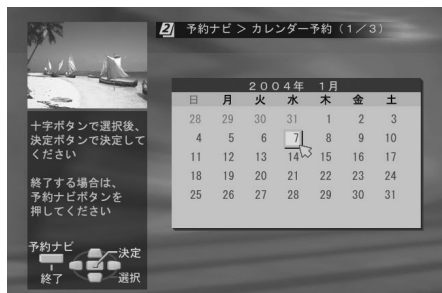 2 予約ナビ > カレンダー予約(1/3)
十字ボタンで選択後、
決定ボタンで決定して
ください
終了する場合は、
予約ナビボタンを
押してください
予約ナビ
決定
終了
選択
2004年 1月
日 月 火 水 木 金 土
28 29 30 31 1 2 3
4 5 6 7 8 9 10
11 12 13 14 15 16 17
18 19 20 21 22 23 24
25 26 27 28 29 30 31